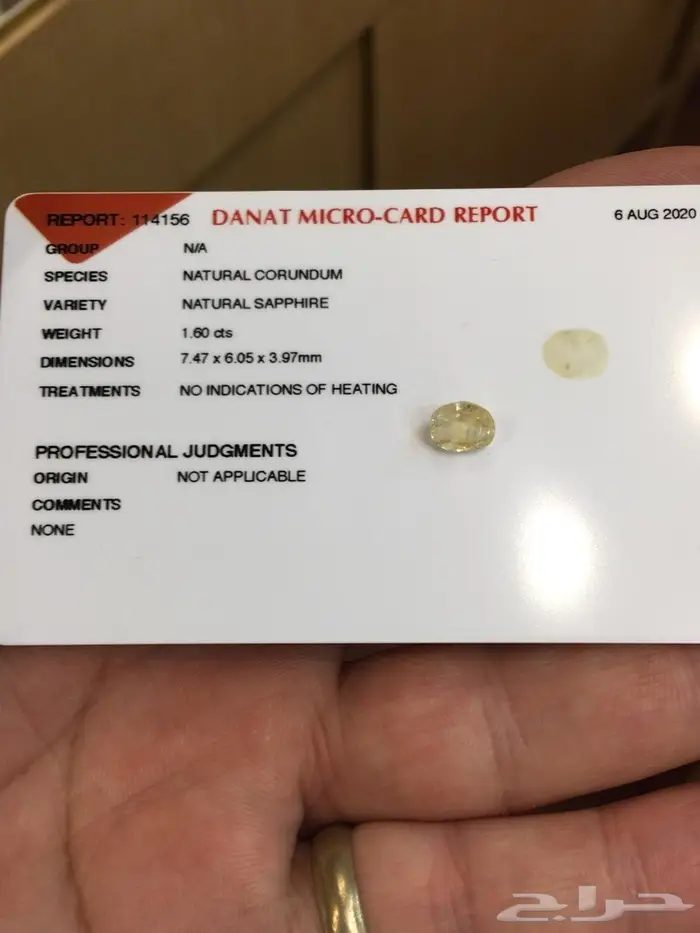 REPORT: 114156 DANAT MICRO-CARD REPORT 6 AUG 2020
GROUP N/A
SPECIES NATURAL CORUNDUM
VARIETY NATURAL SAPPHIRE
WEIGHT 1.60 cts
DIMENSIONS 7.47 x 6.05 x 3.97mm
TREATMENTS NO INDICATIONS OF HEATING
PROFESSIONAL JUDGMENTS
ORIGIN NOT APPLICABLE
COMMENTS
NONE
حراج